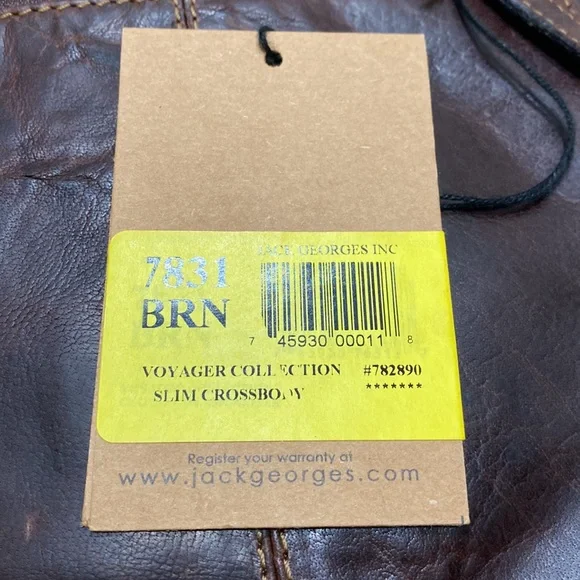 JACK GEORGES INC
7831
BRN
7 45930 00011 8
VOYAGER COLLECTION #782890
SLIM CROSSBODY *******
Register your warranty at
www.jackgeorges.com